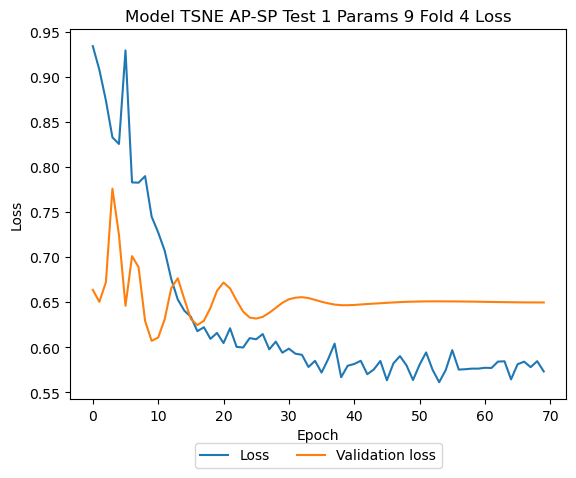 Model TSNE AP-SP Test 1 Params 9 Fold 4 Loss
0.95
0.90
0.85
0.80
0.75
0.70
0.65
0.60
0.55
Loss
0 10 20 30 40 50 60 70
Epoch
Loss Validation loss